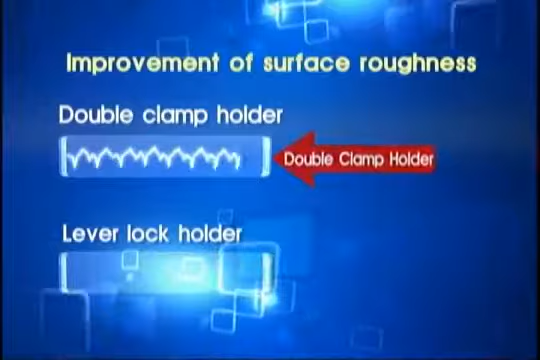 Improvement of surface roughness
Double clamp holder
Double Clamp Holder
Lever lock holder